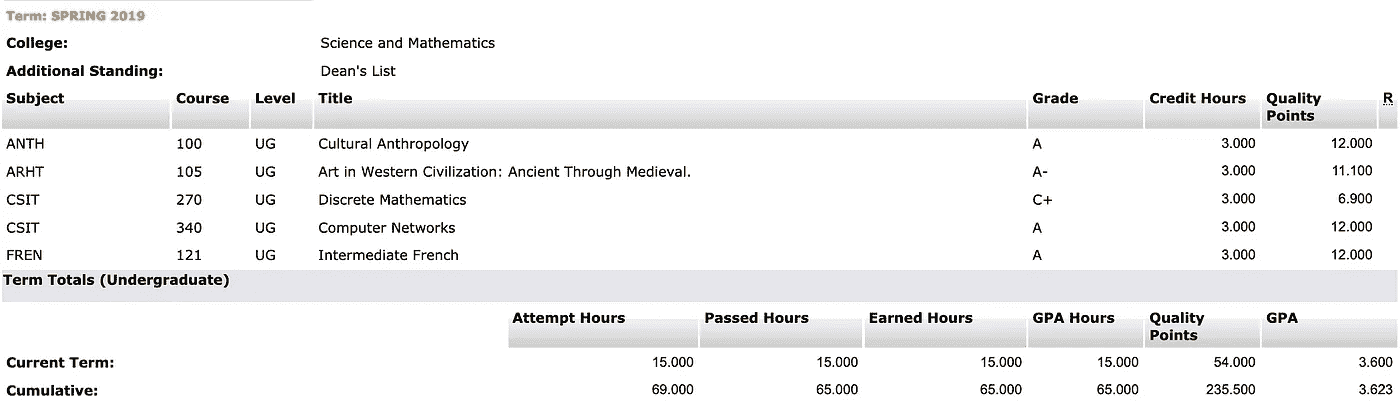 Term: SPRING 2019
College: Science and Mathematics
Additional Standing: Dean's List
Subject Course Level Title Grade Credit Hours Quality Points R
ANTH 100 UG Cultural Anthropology A 3.000 12.000
ARHT 105 UG Art in Western Civilization: Ancient Through Medieval. A- 3.000 11.100
CSIT 270 UG Discrete Mathematics C+ 3.000 6.900
CSIT 340 UG Computer Networks A 3.000 12.000
FREN 121 UG Intermediate French A 3.000 12.000
Term Totals (Undergraduate)
Attempt Hours Passed Hours Earned Hours GPA Hours Quality Points GPA
Current Term: 15.000 15.000 15.000 15.000 54.000 3.600
Cumulative: 69.000 65.000 65.000 65.000 235.500 3.623